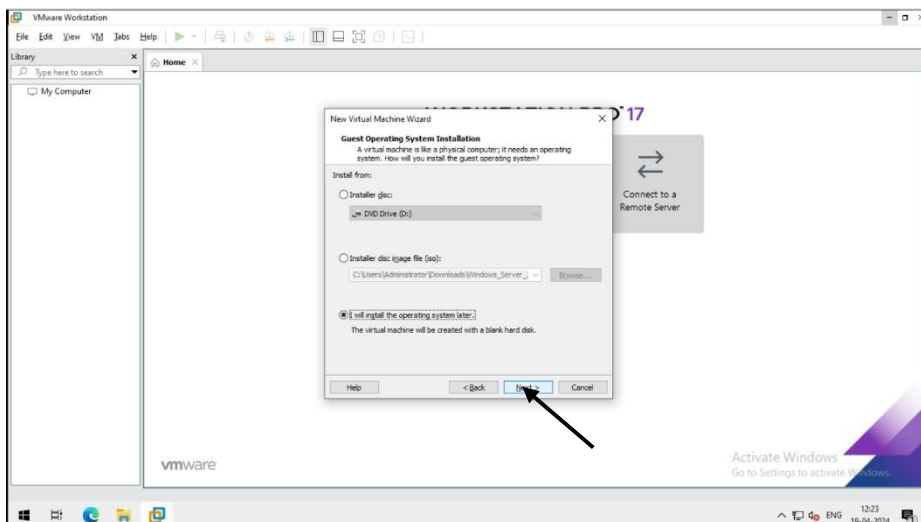 VMware Workstation
File Edit View VM Tabs Help
Library
Type here to search
My Computer
Home
17
New Virtual Machine Wizard
Guest Operating System Installation
A virtual machine is like a physical computer; it needs an operating
system. How will you install the guest operating system?
Install from:
Installer disc:
DVD Drive (D:)
Installer disc image file (iso):
C:\Users\Administrator\Downloads\Windows_Server_
Browse...
I will install the operating system later.
The virtual machine will be created with a blank hard disk.
Help < Back Next > Cancel
Connect to a
Remote Server
vmware
Activate Windows
Go to Settings to activate Windows.
ENG
12:23
19-04-2024